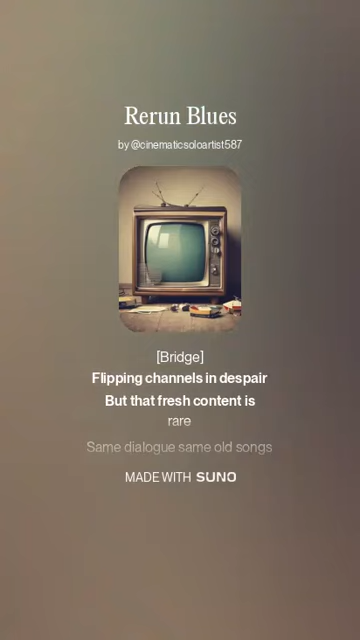 Rerun Blues
by @cinematicsoloartist587
[Bridge]
Flipping channels in despair
But that fresh content is
rare
Same dialogue same old songs
MADE WITH SUNO